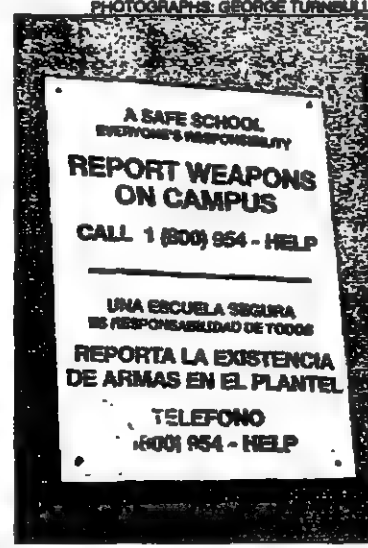 PHOTOGRAPHS: GEORGE TURNBULL
A SAFE SCHOOL
EVERYONE'S RESPONSIBILITY
REPORT WEAPONS
ON CAMPUS
CALL 1 (800) 954 - HELP
UNA ESCUELA SEGURA
ES RESPONSABILIDAD DE TODOS
REPORTA LA EXISTENCIA
DE ARMAS EN EL PLANTEL
TELEFONO
(800) 954 - HELP